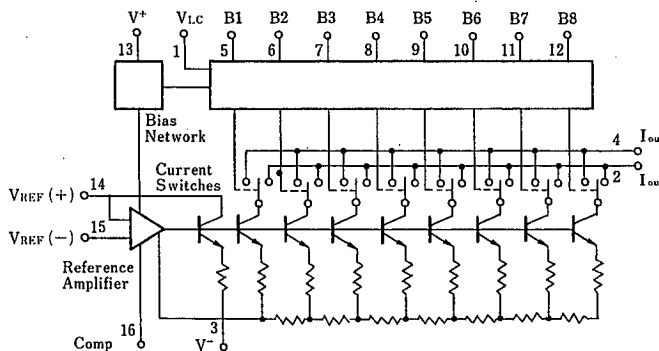 V+ VLC B1 B2 B3 B4 B5 B6 B7 B8
13 1 5 6 7 8 9 10 11 12
Bias
Network
4 Iou
Current
Switches
2 Iou
VREF (+) 14
VREF (−) 15
Reference
Amplifier
16 3
Comp V−